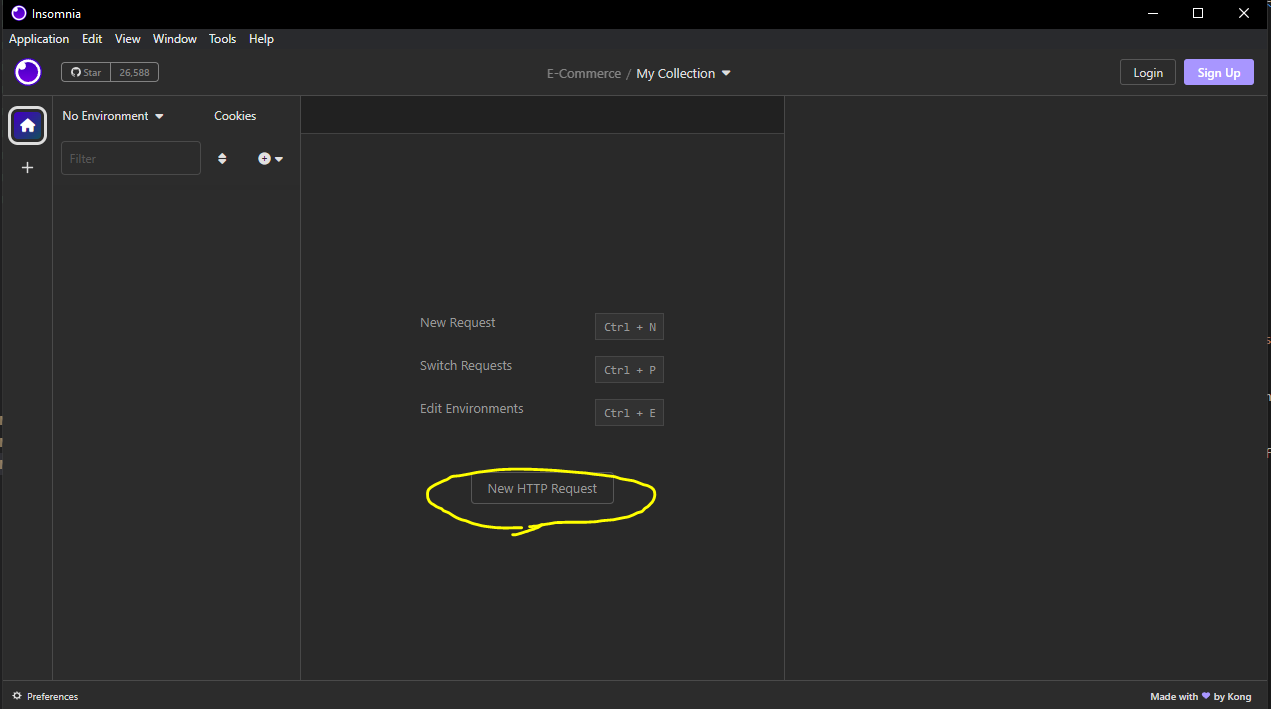 Insomnia
Application Edit View Window Tools Help
Star 26,588
E-Commerce / My Collection
Login Sign Up
No Environment Cookies
Filter
New Request Ctrl + N
Switch Requests Ctrl + P
Edit Environments Ctrl + E
New HTTP Request
Preferences
Made with 💜 by Kong